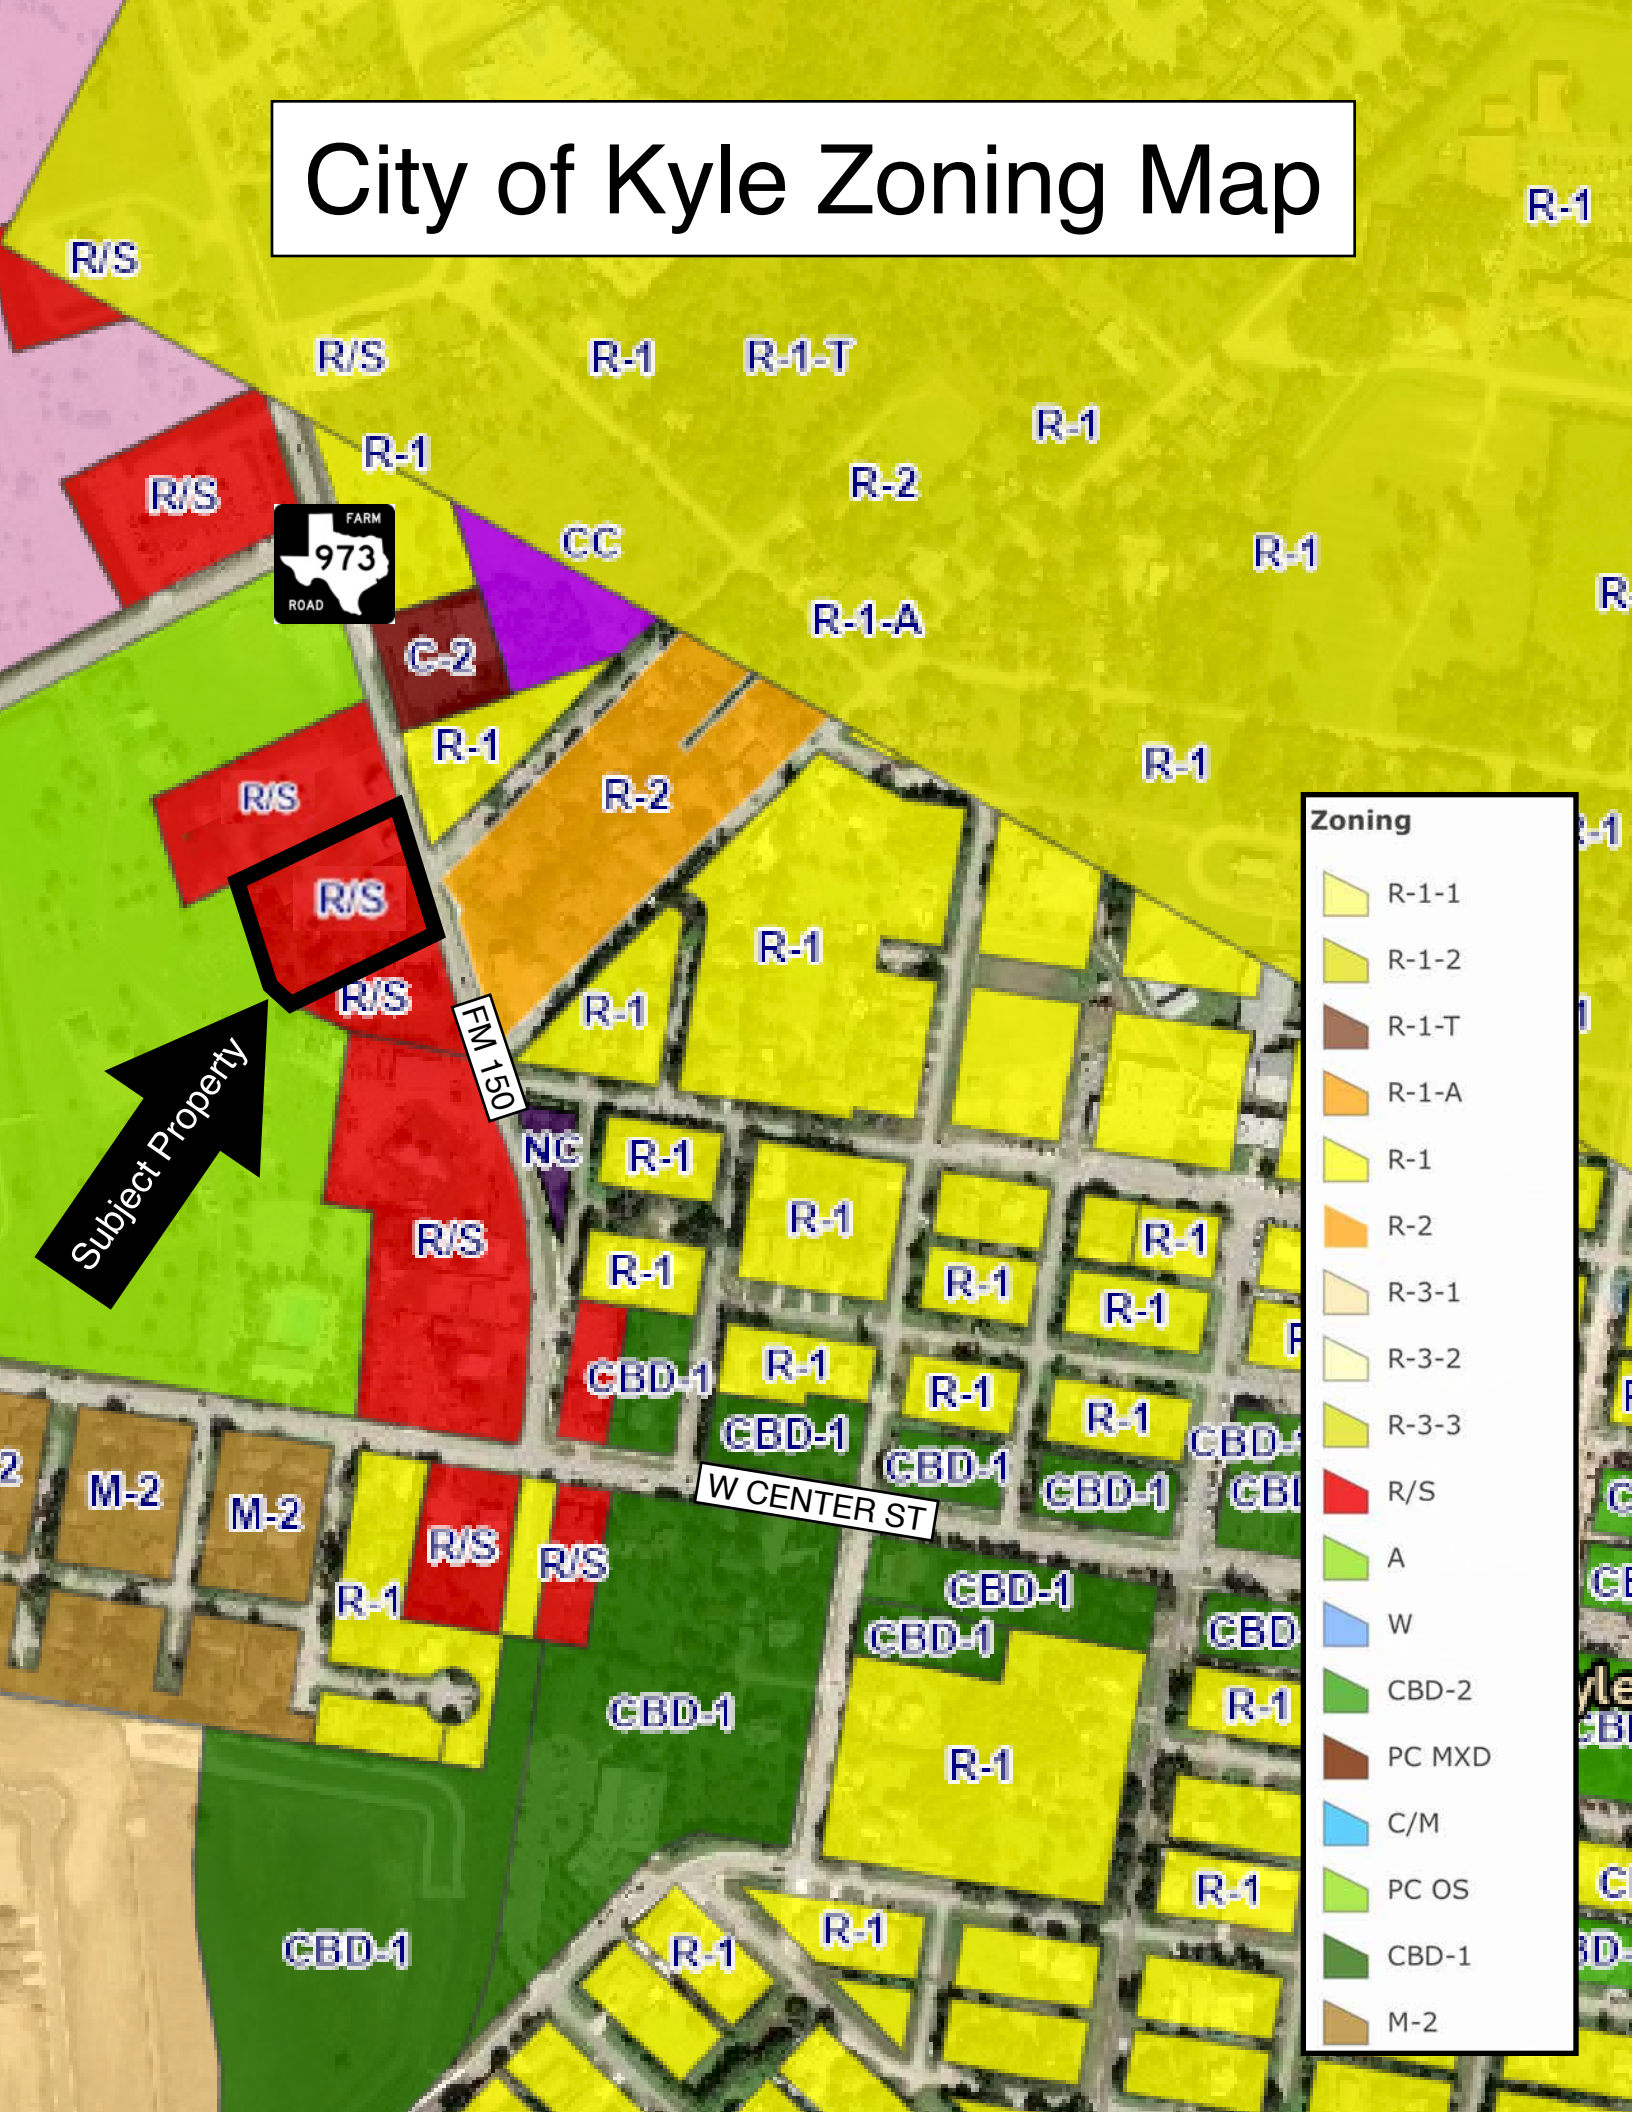 City of Kyle Zoning Map
R-1
R/S
R/S
R-1
R-1-T
R-1
R-1
R-2
R/S
CC
R-1
FARM
973
ROAD
R-1-A
C-2
R-1
R-1
R/S
R-2
R/S
R-1
R/S
R-1
FM 150
Subject Property
NC
R-1
R-1
R-1
R/S
R-1
R-1
R-1
CBD-1
R-1
R-1
R-1
CBD-1
CBD-1
CBD-1
M-2
M-2
W CENTER ST
R/S
R/S
R-1
CBD-1
CBD-1
CBD-1
R-1
R-1
R-1
R-1
R-1
CBD-1
Zoning
R-1-1
R-1-2
R-1-T
R-1-A
R-1
R-2
R-3-1
R-3-2
R-3-3
R/S
A
W
CBD-2
PC MXD
C/M
PC OS
CBD-1
M-2